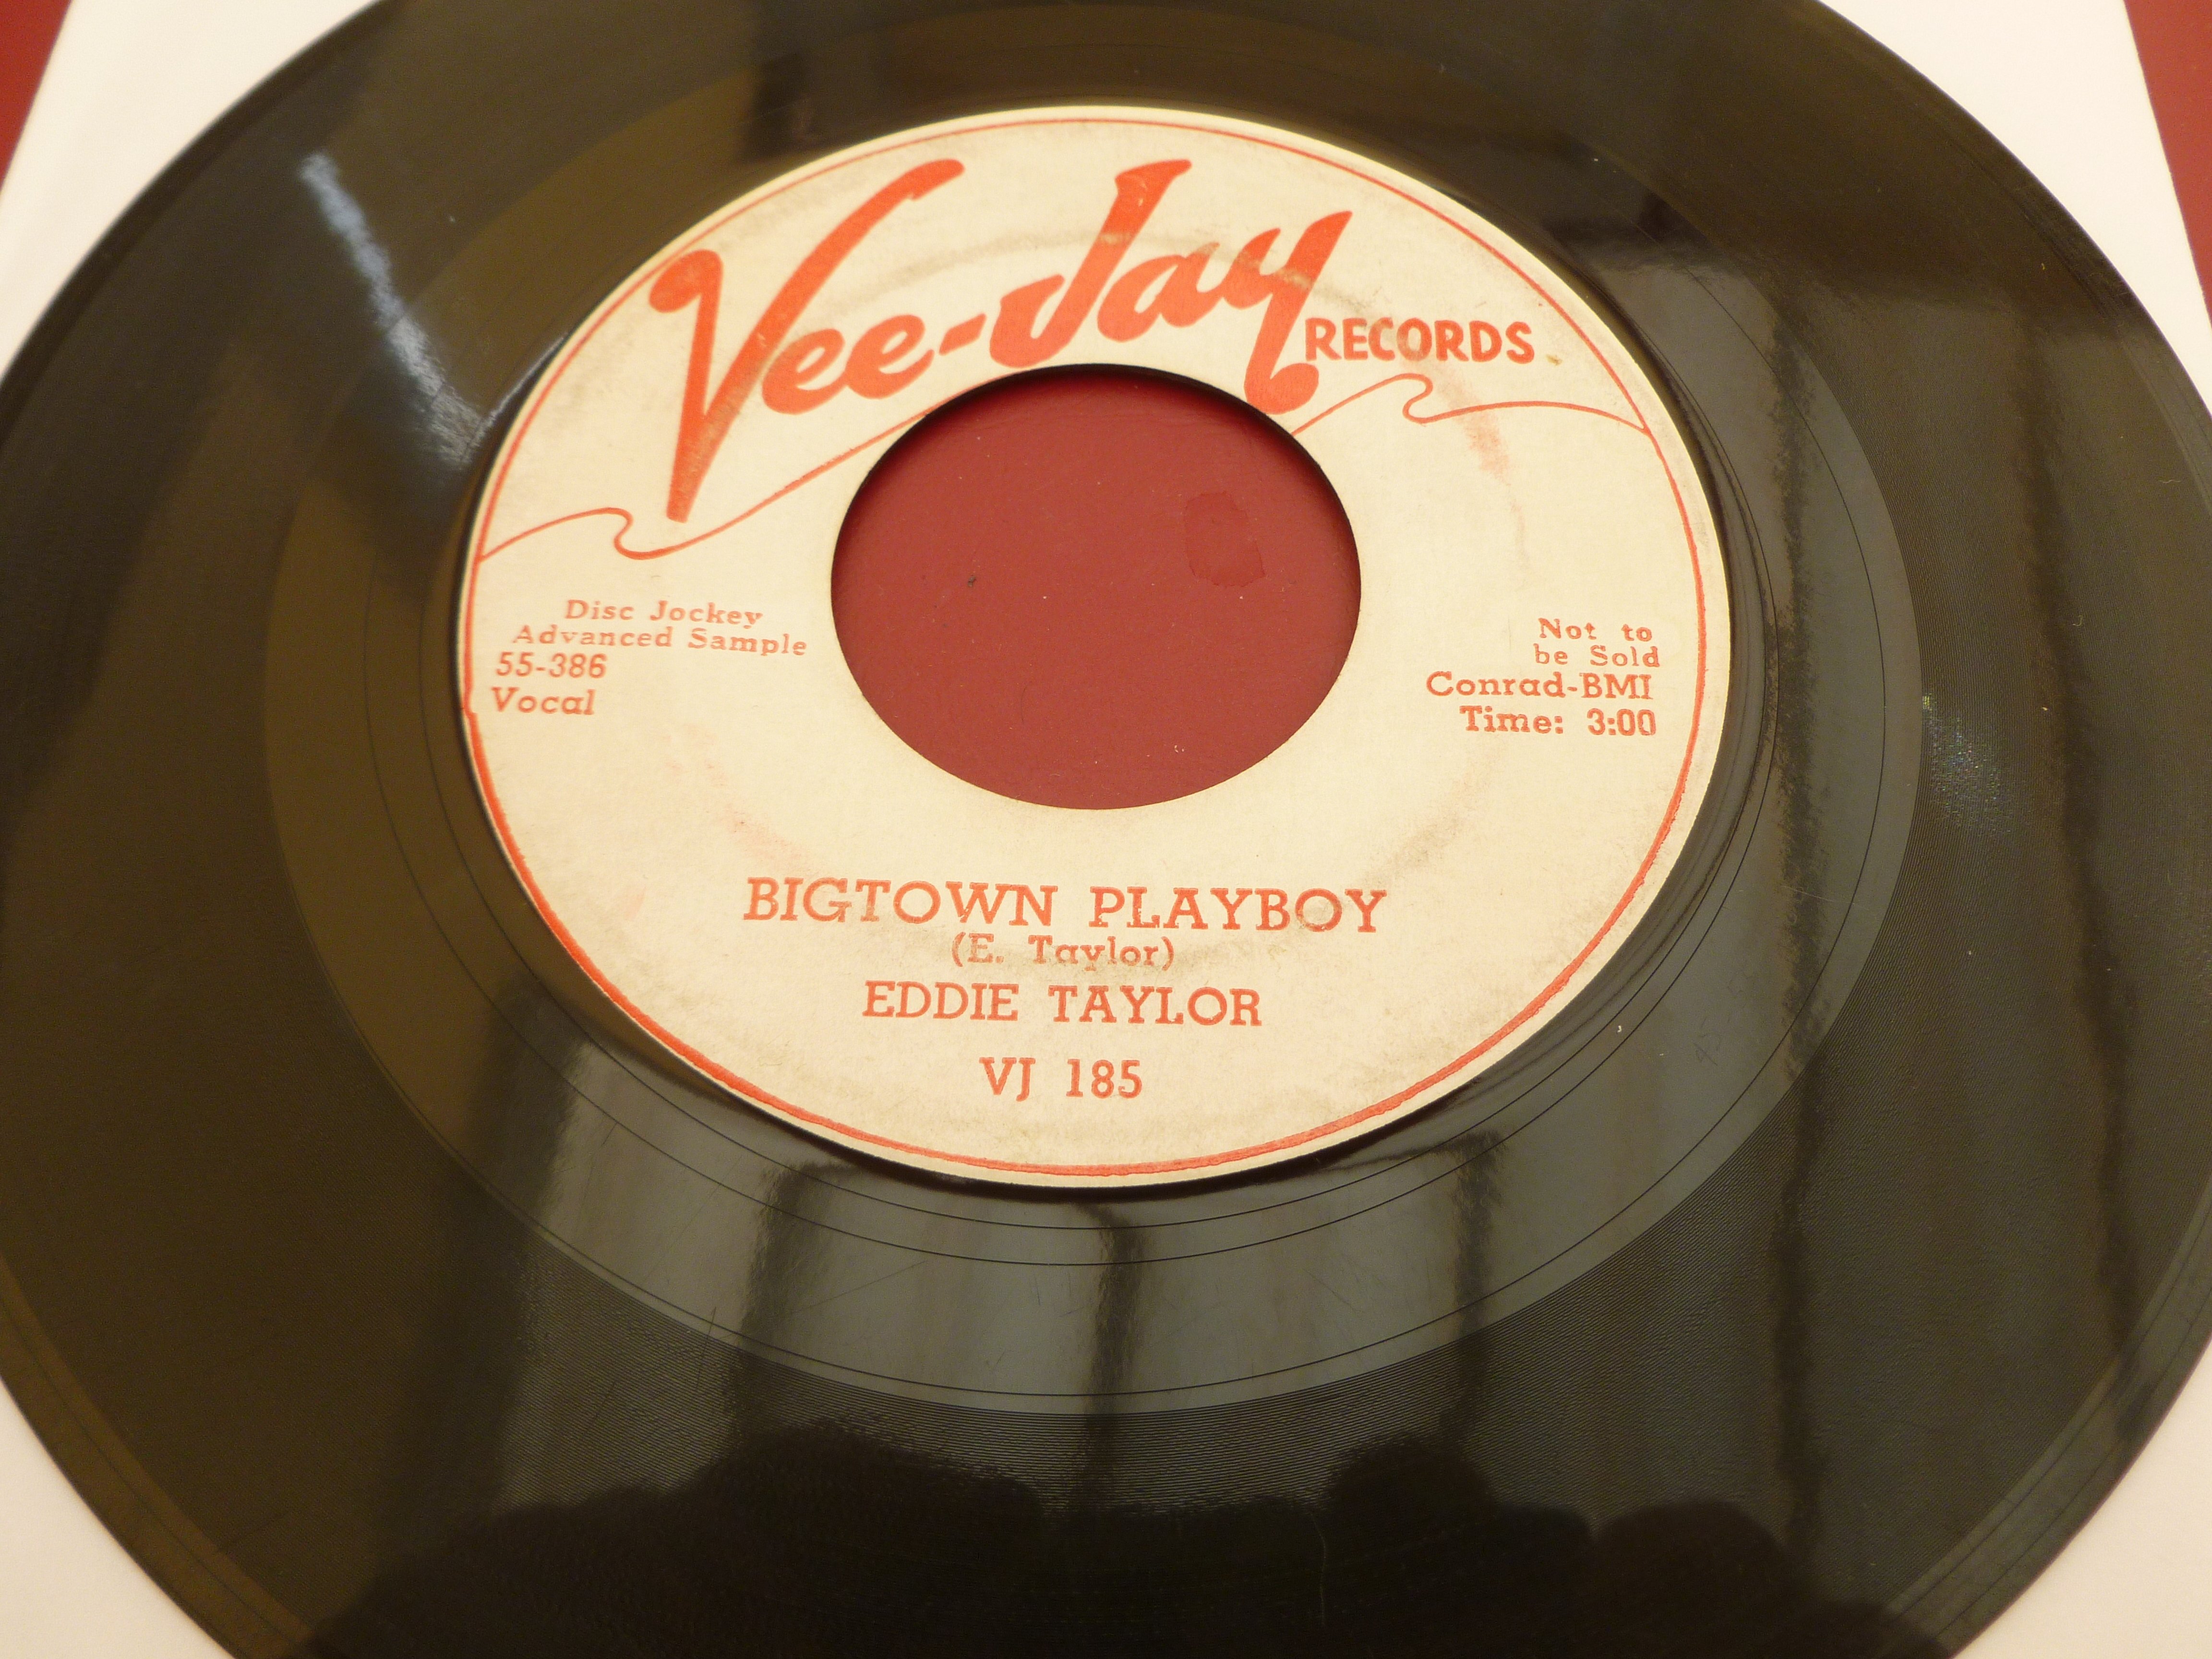 Vee-Jay RECORDS
Disc Jockey
Advanced Sample
55-386
Vocal
Not to
be Sold
Conrad-BMI
Time: 3:00
BIGTOWN PLAYBOY
(E. Taylor)
EDDIE TAYLOR
VJ 185